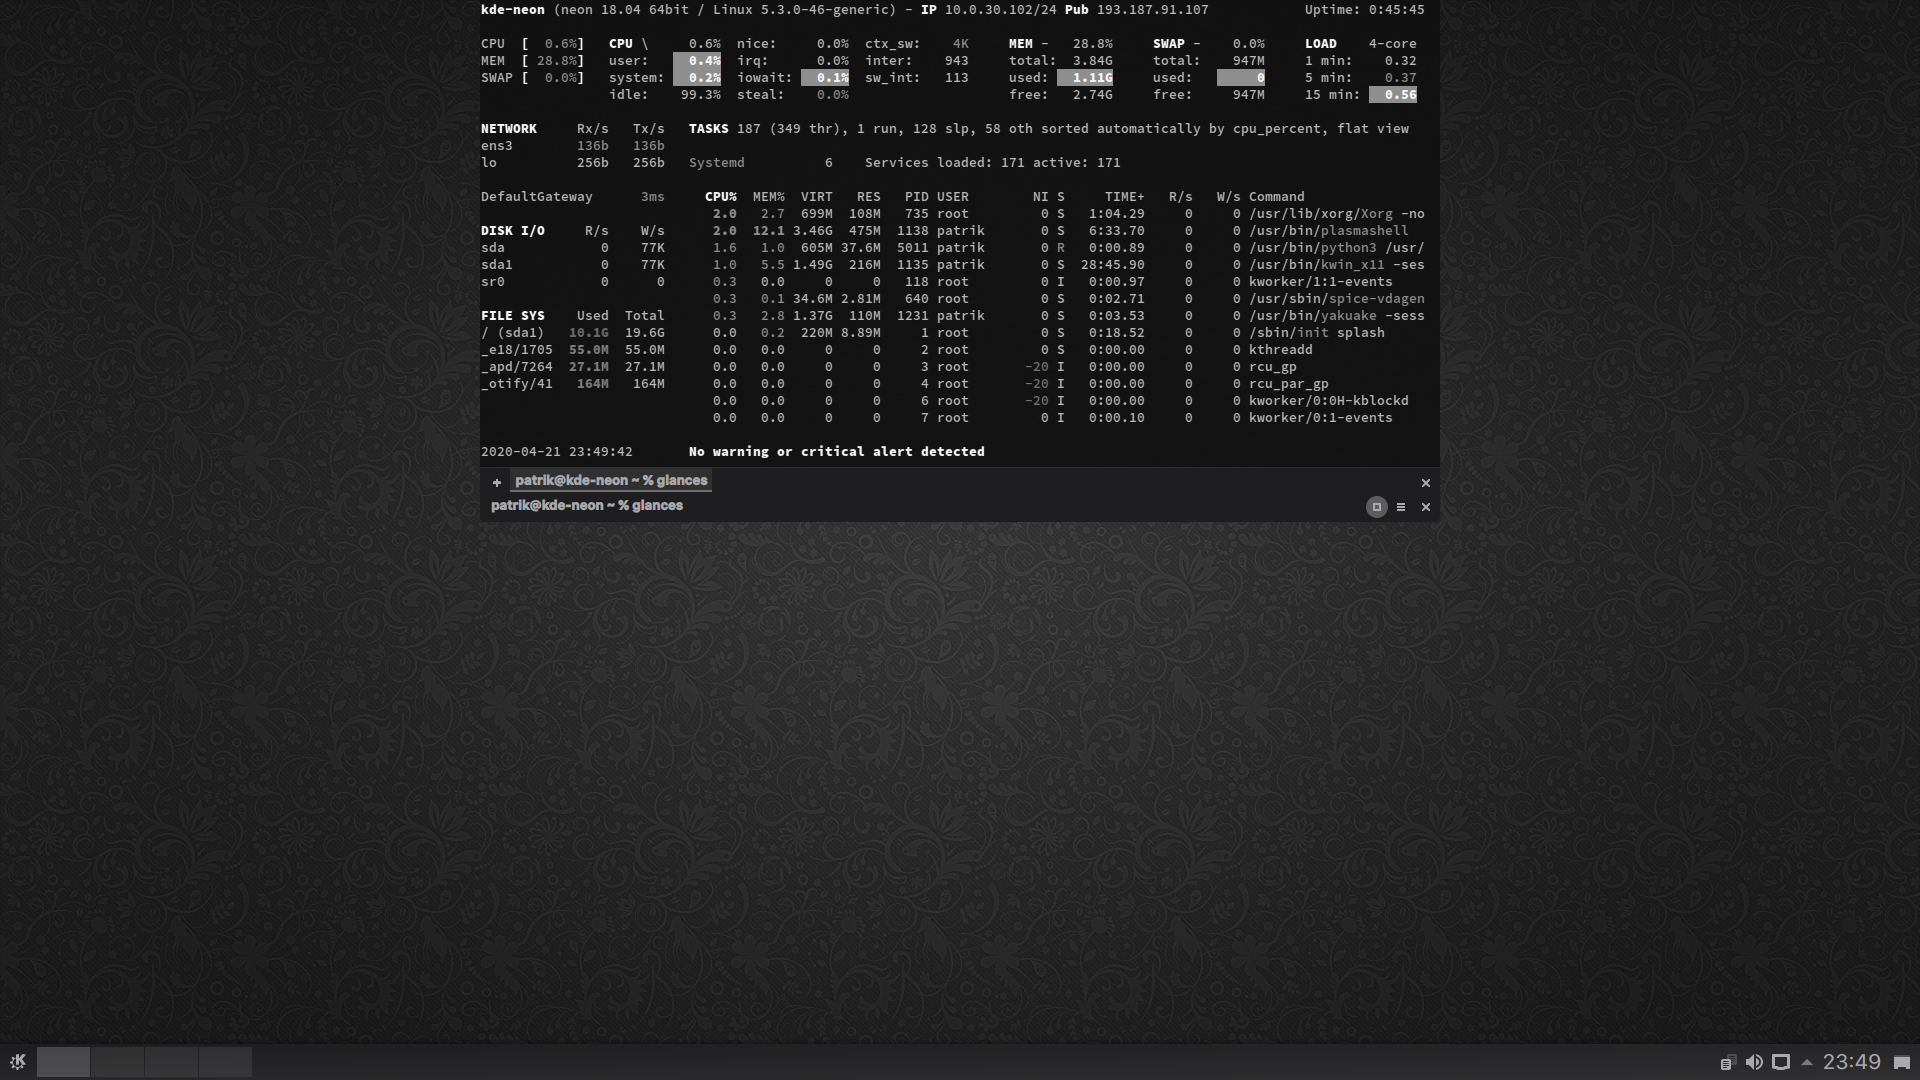 kde-neon (neon 18.04 64bit / Linux 5.3.0-46-generic) - IP 10.0.30.102/24 Pub 193.187.91.107 Uptime: 0:45:45
CPU [ 0.6%] CPU \ 0.6% nice: 0.0% ctx_sw: 4K MEM - 28.8% SWAP - 0.0% LOAD 4-core
MEM [ 28.8%] user: 0.4% irq: 0.0% inter: 943 total: 3.84G total: 947M 1 min: 0.32
SWAP [ 0.0%] system: 0.2% iowait: 0.1% sw_int: 113 used: 1.11G used: 0 5 min: 0.37
idle: 99.3% steal: 0.0% free: 2.74G free: 947M 15 min: 0.56
NETWORK Rx/s Tx/s TASKS 187 (349 thr), 1 run, 128 slp, 58 oth sorted automatically by cpu_percent, flat view
ens3 136b 136b
lo 256b 256b Systemd 6 Services loaded: 171 active: 171
DefaultGateway 3ms CPU% MEM% VIRT RES PID USER NI S TIME+ R/s W/s Command
2.0 2.7 699M 108M 735 root 0 S 1:04.29 0 0 /usr/lib/xorg/Xorg -no
DISK I/O R/s W/s 2.0 12.1 3.46G 475M 1138 patrik 0 S 6:33.70 0 0 /usr/bin/plasmashell
sda 0 77K 1.6 1.0 605M 37.6M 5011 patrik 0 R 0:00.89 0 0 /usr/bin/python3 /usr/
sda1 0 77K 1.0 5.5 1.49G 216M 1135 patrik 0 S 28:45.90 0 0 /usr/bin/kwin_x11 -ses
sr0 0 0 0.3 0.0 0 0 118 root 0 I 0:00.97 0 0 kworker/1:1-events
0.3 0.1 34.6M 2.81M 640 root 0 S 0:02.71 0 0 /usr/sbin/spice-vdagen
FILE SYS Used Total 0.3 2.8 1.37G 110M 1231 patrik 0 S 0:03.53 0 0 /usr/bin/yakuake -sess
/ (sda1) 10.1G 19.6G 0.0 0.2 220M 8.89M 1 root 0 S 0:18.52 0 0 /sbin/init splash
_e18/1705 55.0M 55.0M 0.0 0.0 0 0 2 root 0 S 0:00.00 0 0 kthreadd
_apd/7264 27.1M 27.1M 0.0 0.0 0 0 3 root -20 I 0:00.00 0 0 rcu_gp
_otify/41 164M 164M 0.0 0.0 0 0 4 root -20 I 0:00.00 0 0 rcu_par_gp
0.0 0.0 0 0 6 root -20 I 0:00.00 0 0 kworker/0:0H-kblockd
0.0 0.0 0 0 7 root 0 I 0:00.10 0 0 kworker/0:1-events
2020-04-21 23:49:42 No warning or critical alert detected
patrik@kde-neon ~ % glances
patrik@kde-neon ~ % glances
23:49